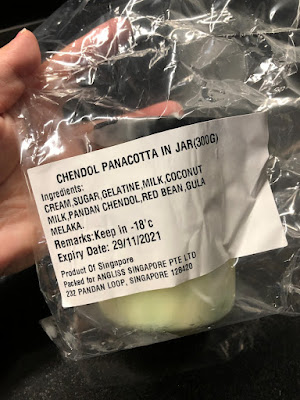 CHENDOL PANACOTTA IN JAR(300G)
Ingredients:
CREAM,SUGAR,GELATINE,MILK,COCONUT
MILK,PANDAN CHENDOL,RED BEAN,GULA
MELAKA.
Remarks:Keep in -18'c
Expiry Date: 29/11/2021
Product Of Singapore
Packed for ANGLISS SINGAPORE PTE LTD
232 PANDAN LOOP, SINGAPORE 128420